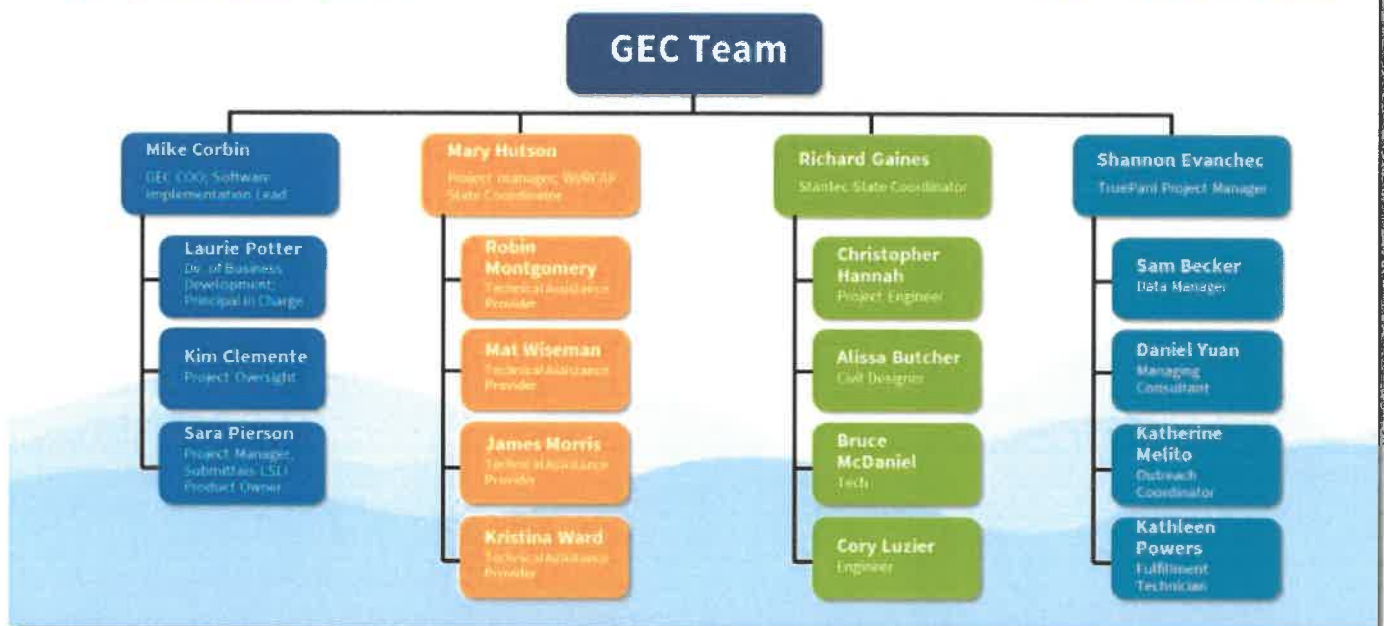 GEC Team
Mike Corbin
GEC COO; Software
Implementation Lead
Laurie Potter
Dir. of Business
Development;
Principal in Charge
Kim Clemente
Project Oversight
Sara Pierson
Project Manager,
Submittals LSLI
Product Owner
Mary Hutson
Project manager,
State Coordinator
Robin
Montgomery
Technical Assistance
Provider
Mat Wiseman
Technical Assistance
Provider
James Morris
Technical Assistance
Provider
Kristina Ward
Technical Assistance
Provider
Richard Gaines
Stantec State Coordinator
Christopher
Hannah
Project Engineer
Alissa Butcher
Civil Designer
Bruce
McDaniel
Tech
Cory Luzier
Engineer
Shannon Evanchec
Project Manager
Sam Becker
Data Manager
Daniel Yuan
Managing
Consultant
Katherine
Melito
Outreach
Coordinator
Kathleen
Powers
Fulfillment
Technician